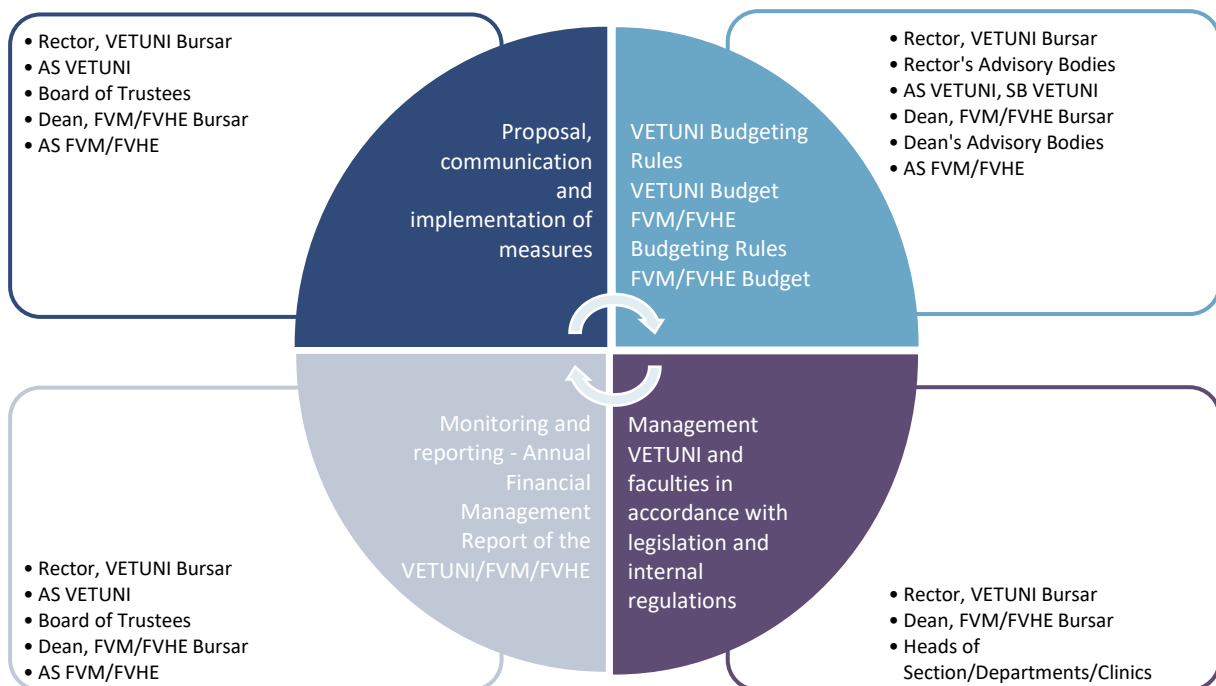 • Rector, VETUNI Bursar
• AS VETUNI
• Board of Trustees
• Dean, FVM/FVHE Bursar
• AS FVM/FVHE
Proposal,
communication
and
implementation of
measures
VETUNI Budgeting
Rules
VETUNI Budget
FVM/FVHE
Budgeting Rules
FVM/FVHE Budget
• Rector, VETUNI Bursar
• Rector's Advisory Bodies
• AS VETUNI, SB VETUNI
• Dean, FVM/FVHE Bursar
• Dean's Advisory Bodies
• AS FVM/FVHE
• Rector, VETUNI Bursar
• AS VETUNI
• Board of Trustees
• Dean, FVM/FVHE Bursar
• AS FVM/FVHE
Monitoring and
reporting - Annual
Financial
Management
Report of the
VETUNI/FVM/FVHE
Management
VETUNI and
faculties in
accordance with
legislation and
internal
regulations
• Rector, VETUNI Bursar
• Dean, FVM/FVHE Bursar
• Heads of
Section/Departments/Clinics